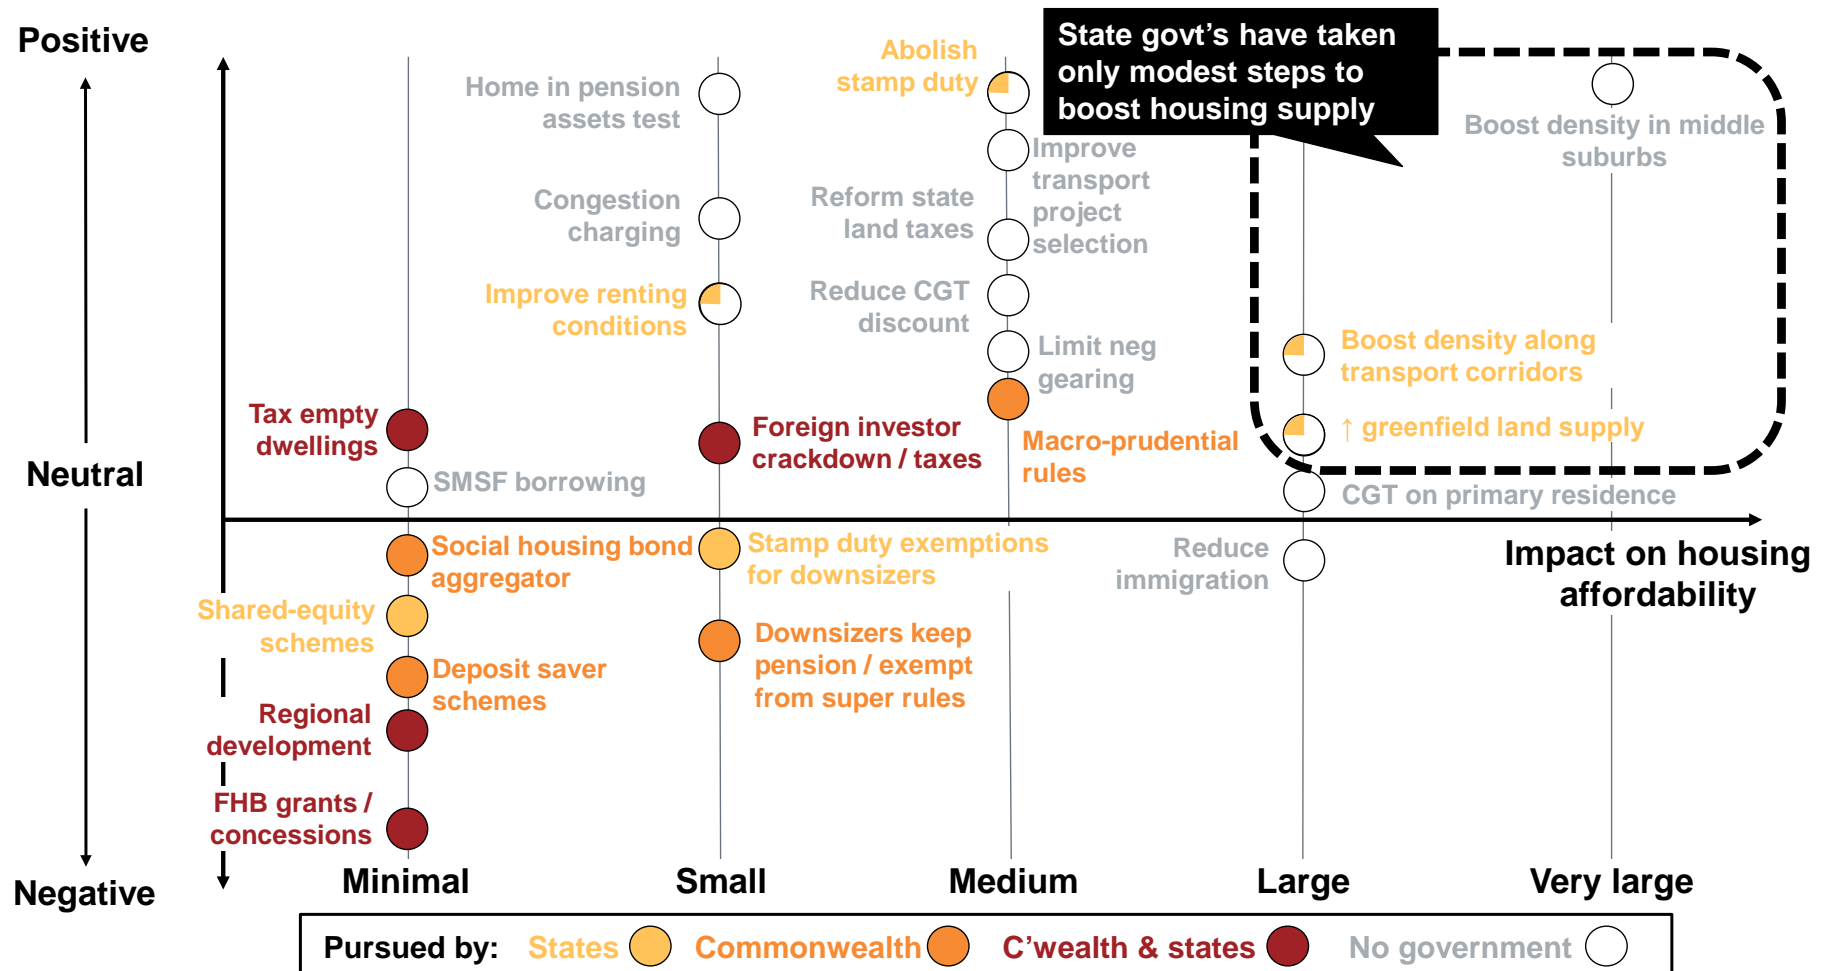 Positive
Neutral
Negative
State govt's have taken
only modest steps to
boost housing supply
Abolish
stamp duty
Home in pension
assets test
Boost density in middle
suburbs
Improve
transport
project
selection
Congestion
charging
Reform state
land taxes
Improve renting
conditions
Reduce CGT
discount
Limit neg
gearing
Boost density along
transport corridors
Tax empty
dwellings
Foreign investor
crackdown / taxes
Macro-prudential
rules
↑ greenfield land supply
SMSF borrowing
CGT on primary residence
Social housing bond
aggregator
Stamp duty exemptions
for downsizers
Reduce
immigration
Impact on housing
affordability
Shared-equity
schemes
Downsizers keep
pension / exempt
from super rules
Deposit saver
schemes
Regional
development
FHB grants /
concessions
Minimal
Small
Medium
Large
Very large
Pursued by: States Commonwealth C'wealth & states No government